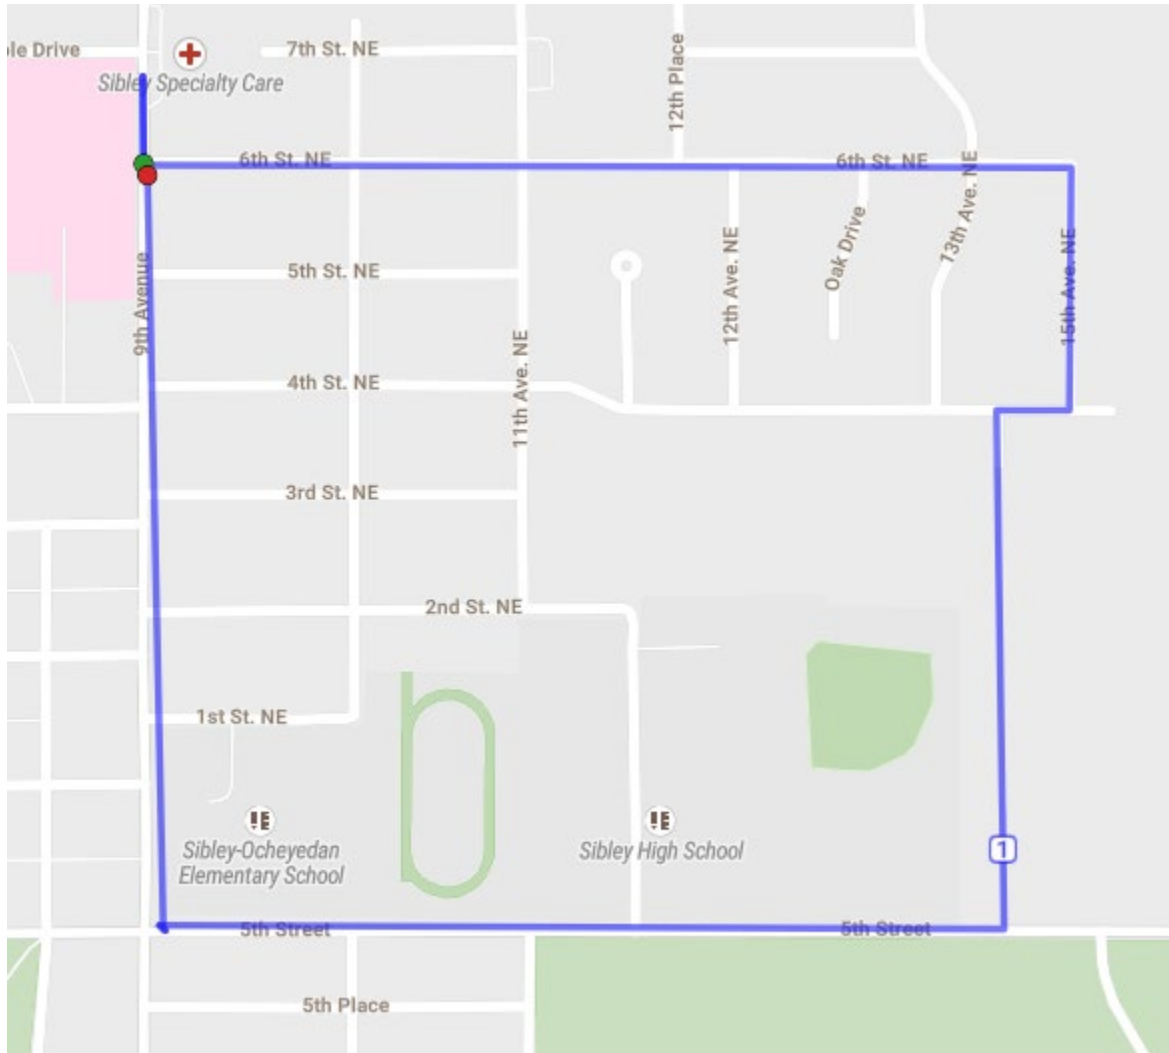 ole Drive
7th St. NE
12th Place
Sibley Specialty Care
6th St. NE
6th St. NE
13th Ave. NE
Oak Drive
12th Ave. NE
15th Ave. NE
9th Avenue
5th St. NE
11th Ave. NE
4th St. NE
3rd St. NE
2nd St. NE
1st St. NE
Sibley-Ocheyedan
Elementary School
Sibley High School
1
5th Street
5th Street
5th Place